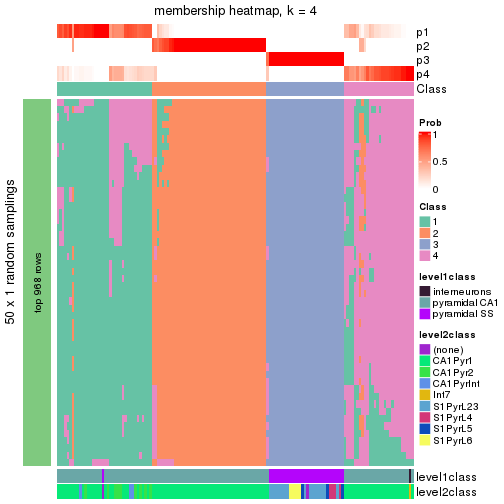 membership heatmap, k = 4
p1
p2
p3
p4
Class
50 x 1 random samplings
top 968 rows
Prob
1
0.5
0
Class
1
2
3
4
level1class
interneurons
pyramidal CA1
pyramidal SS
level2class
(none)
CA1Pyr1
CA1Pyr2
CA1PyrInt
Int7
S1PyrL23
S1PyrL4
S1PyrL5
S1PyrL6
level1class
level2class